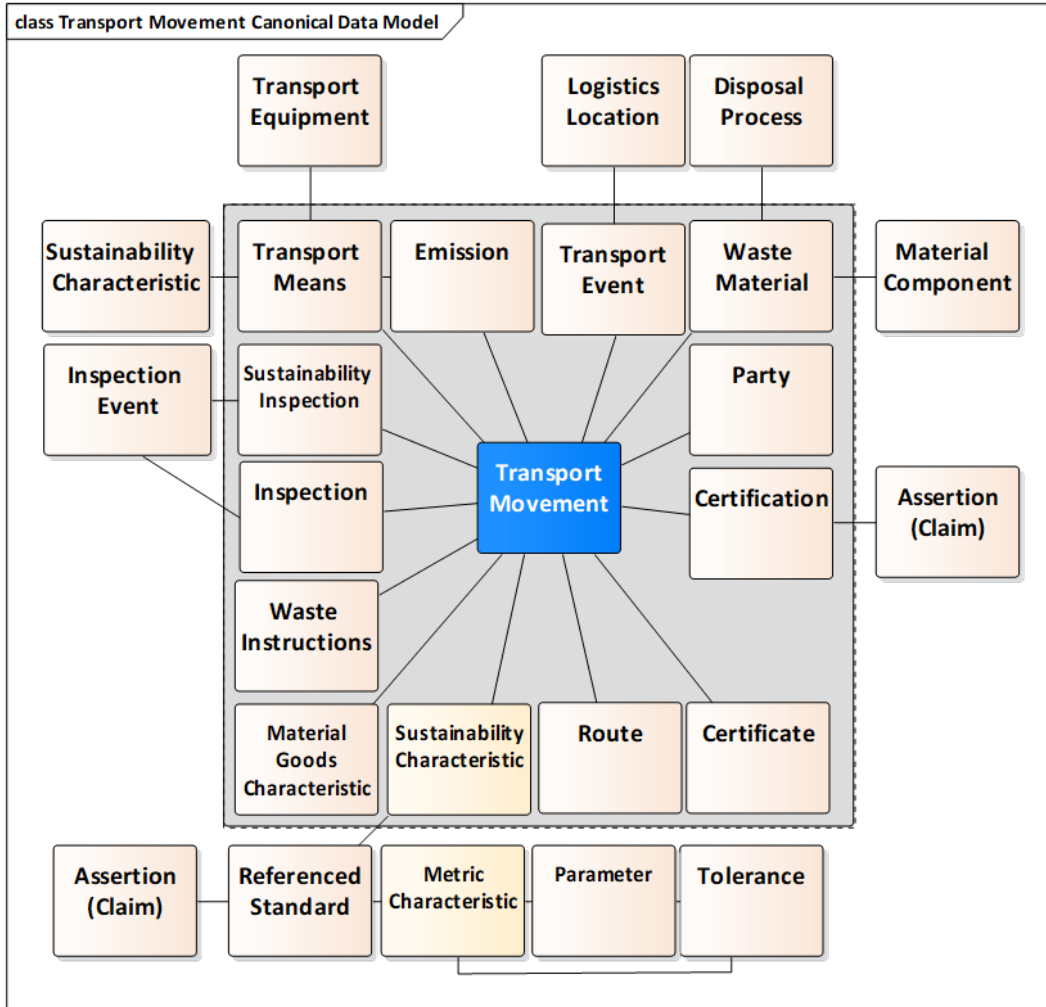 class Transport Movement Canonical Data Model
Transport
Equipment
Logistics
Location
Disposal
Process
Sustainability
Characteristic
Transport
Means
Emission
Transport
Event
Waste
Material
Material
Component
Inspection
Event
Sustainability
Inspection
Party
Transport
Movement
Inspection
Certification
Assertion
(Claim)
Waste
Instructions
Material
Goods
Characteristic
Sustainability
Characteristic
Route
Certificate
Assertion
(Claim)
Referenced
Standard
Metric
Characteristic
Parameter
Tolerance